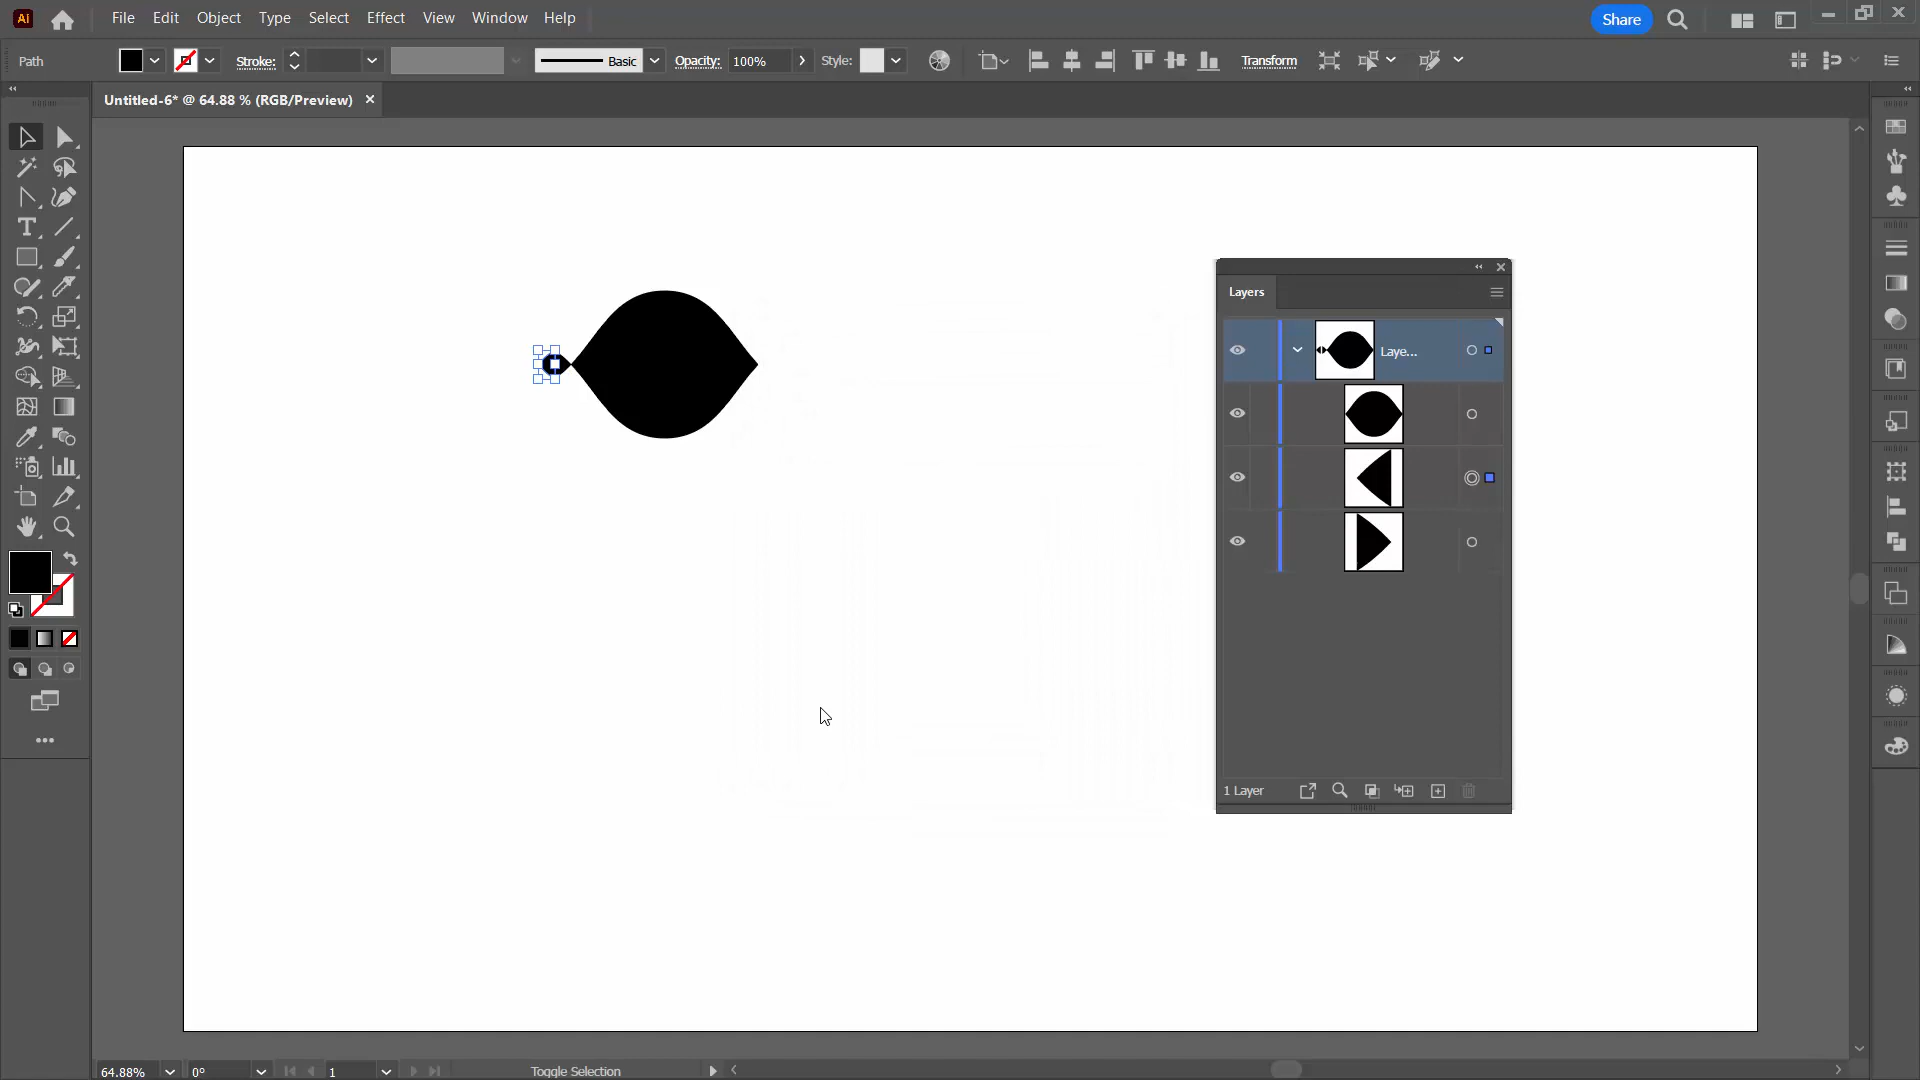 Ai File Edit Object Type Select Effect View Window Help Share
Path Stroke: Basic Opacity: 100% Style: Transform
Untitled-6* @ 64.88 % (RGB/Preview)
Layers
Laye...
1 Layer
64.88% 0° 1 Toggle Selection